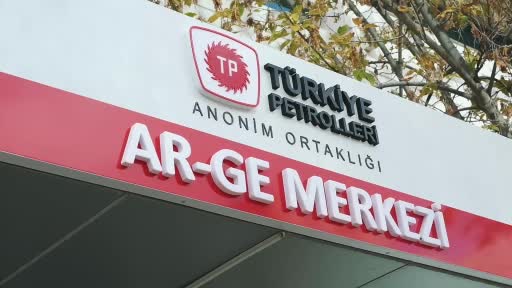 TP
TÜRKİYE
PETROLLERİ
ANONİM ORTAKLIĞI
AR-GE MERKEZİ